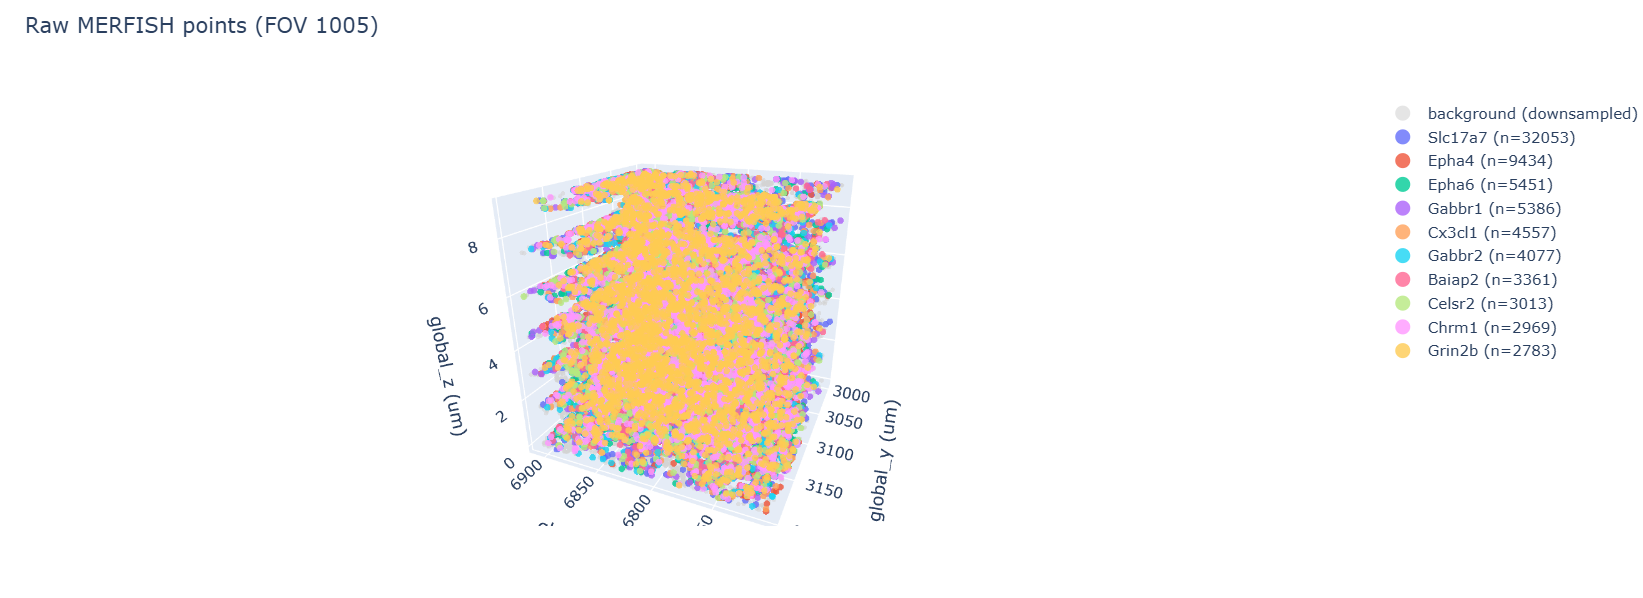 Raw MERFISH points (FOV 1005)
background (downsampled)
Slc17a7 (n=32053)
Epha4 (n=9434)
Epha6 (n=5451)
Gabbr1 (n=5386)
Cx3cl1 (n=4557)
Gabbr2 (n=4077)
Baiap2 (n=3361)
Celsr2 (n=3013)
Chrm1 (n=2969)
Grin2b (n=2783)
global_z (um)
8
6
4
2
0
6900
6850
6800
global_y (um)
3000
3050
3100
3150